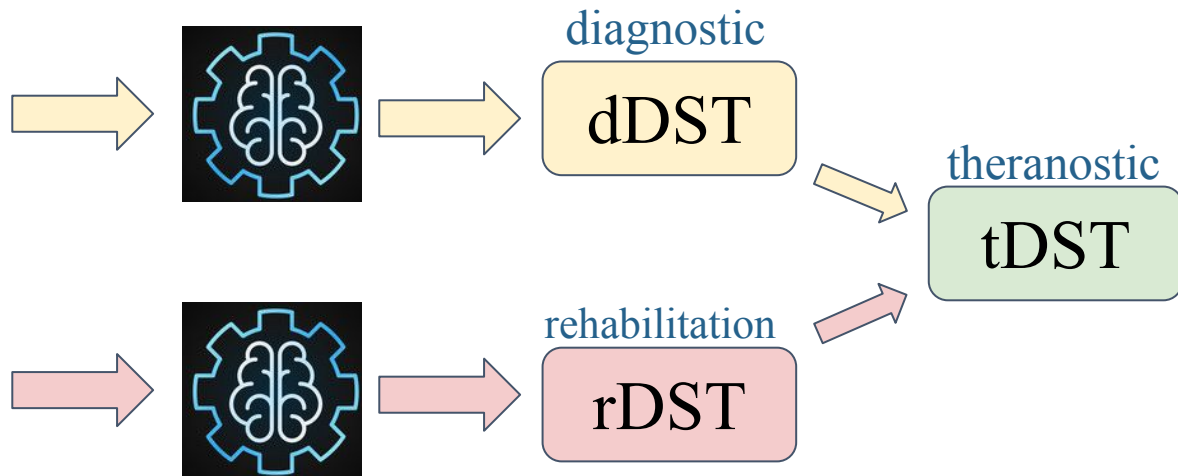 diagnostic
dDST
theranostic
tDST
rehabilitation
rDST